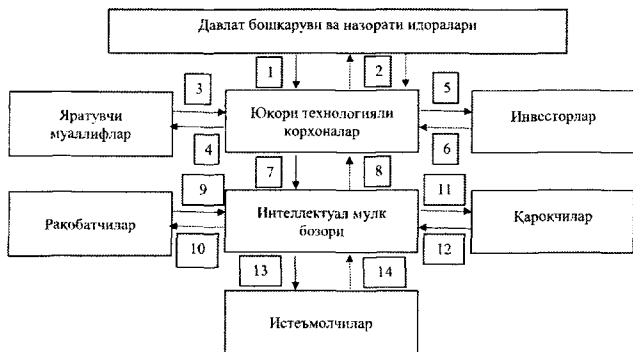 Давлат бошқаруви ва назорати идоралари
1
2
3
5
Яратувчи
муаллифлар
Юқори технологияли
корхоналар
Инвесторлар
4
6
7
8
9
11
Рақобатчилар
Интеллектуал мулк
бозори
Қароқчилар
10
12
13
14
Истеъмолчилар